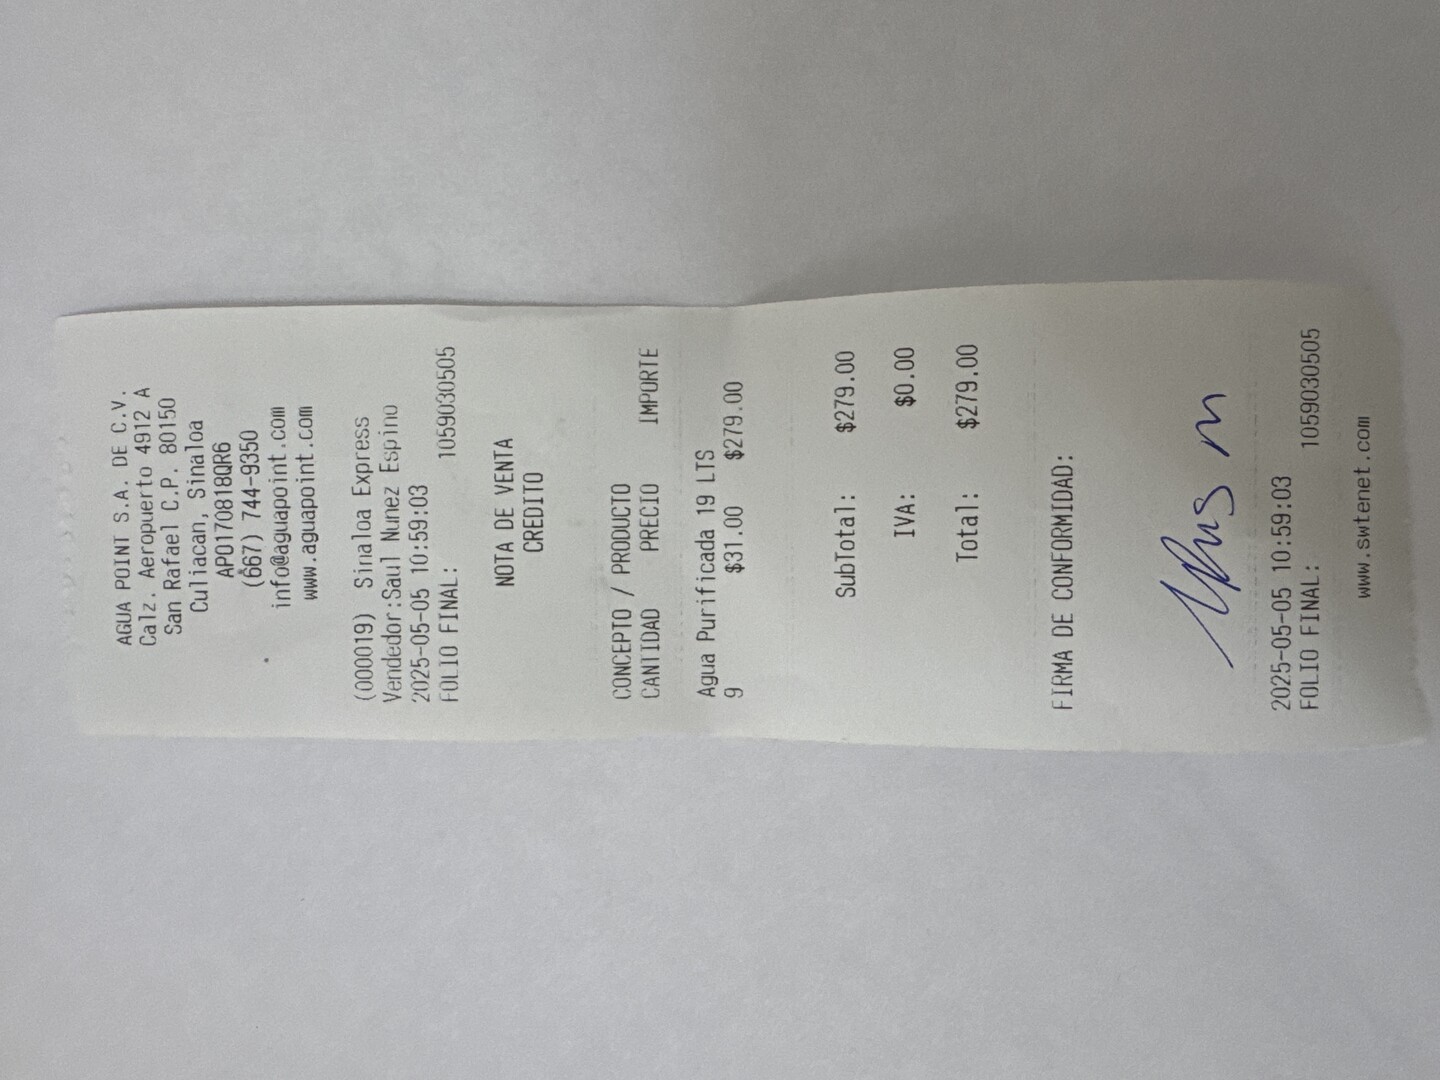 AGUA POINT S.A. DE C.V.
Calz. Aeropuerto 4912 A
San Rafael C.P. 80150
Culiacan, Sinaloa
APO170818QR6
(667) 744-9350
info@aguapoint.com
www.aguapoint.com
(000019) Sinaloa Express
Vendedor:Saul Nunez Espino
2025-05-05 10:59:03
FOLIO FINAL: 1059030505
NOTA DE VENTA
CREDITO
CONCEPTO / PRODUCTO
CANTIDAD PRECIO IMPORTE
Agua Purificada 19 LTS
9 $31.00 $279.00
SubTotal: $279.00
IVA: $0.00
Total: $279.00
FIRMA DE CONFORMIDAD:
2025-05-05 10:59:03
FOLIO FINAL: 1059030505
www.swtenet.com